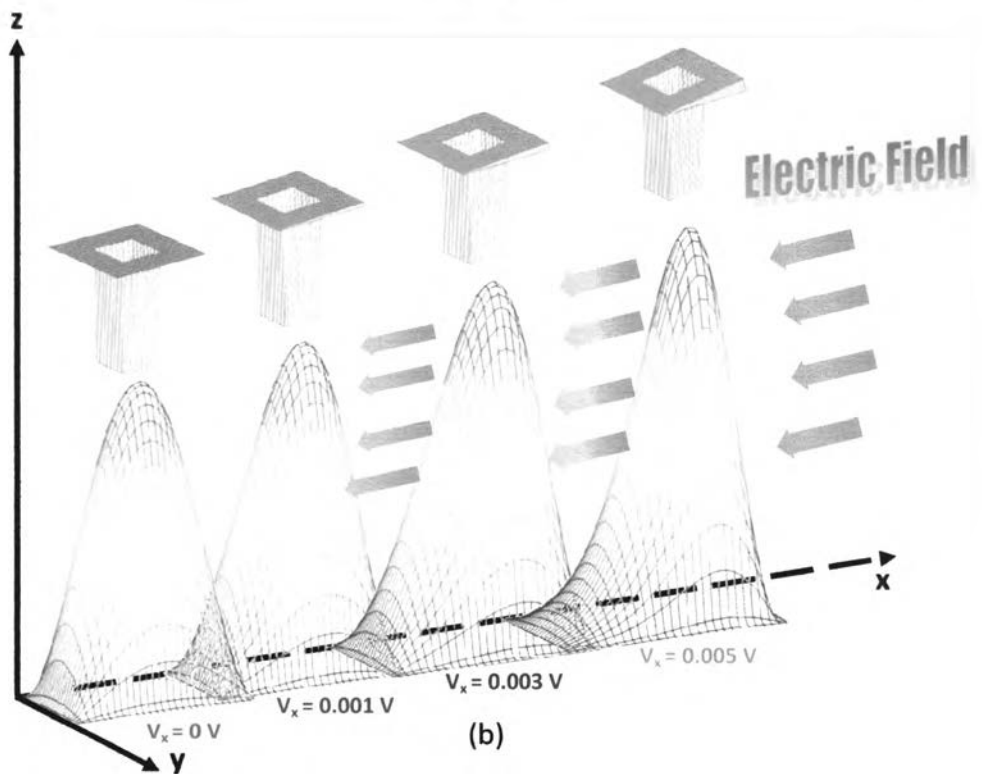 z
Electric Field
x
V_x = 0.005 V
V_x = 0.003 V
V_x = 0.001 V
V_x = 0 V
(b)
y